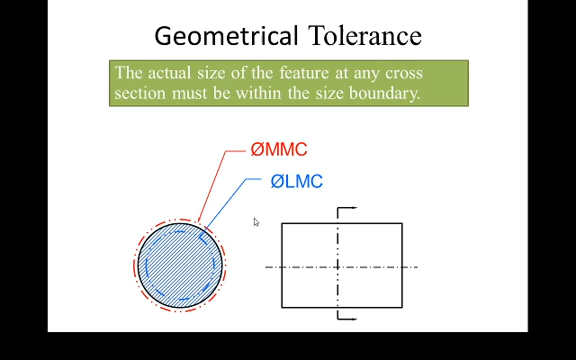 Geometrical Tolerance
The actual size of the feature at any cross
section must be within the size boundary.
ØMMC
ØLMC